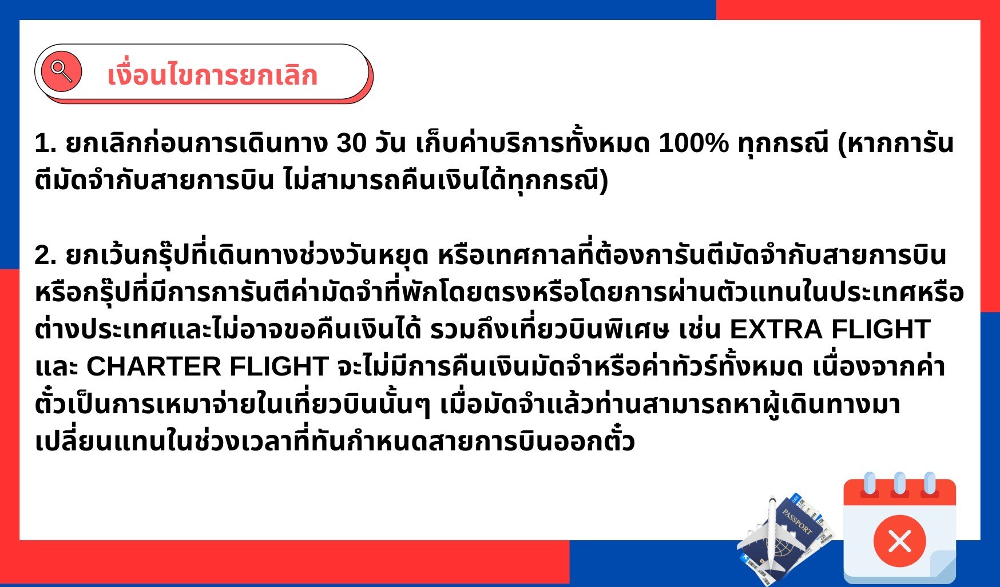 เงื่อนไขการยกเลิก
1. ยกเลิกก่อนการเดินทาง 30 วัน เก็บค่าบริการทั้งหมด 100% ทุกกรณี (หากการัน
ตีมัดจำกับสายการบิน ไม่สามารถคืนเงินได้ทุกกรณี)
2. ยกเว้นกรุ๊ปที่เดินทางช่วงวันหยุด หรือเทศกาลที่ต้องการันตีมัดจำกับสายการบิน
หรือกรุ๊ปที่มีการการันตีค่ามัดจำที่พักโดยตรงหรือโดยการผ่านตัวแทนในประเทศหรือ
ต่างประเทศและไม่อาจขอคืนเงินได้ รวมถึงเที่ยวบินพิเศษ เช่น EXTRA FLIGHT
และ CHARTER FLIGHT จะไม่มีการคืนเงินมัดจำหรือค่าทัวร์ทั้งหมด เนื่องจากค่า
ตั๋วเป็นการเหมาจ่ายในเที่ยวบินนั้นๆ เมื่อมัดจำแล้วท่านสามารถหาผู้เดินทางมา
เปลี่ยนแทนในช่วงเวลาที่ทันกำหนดสายการบินออกตั๋ว
PASSPORT